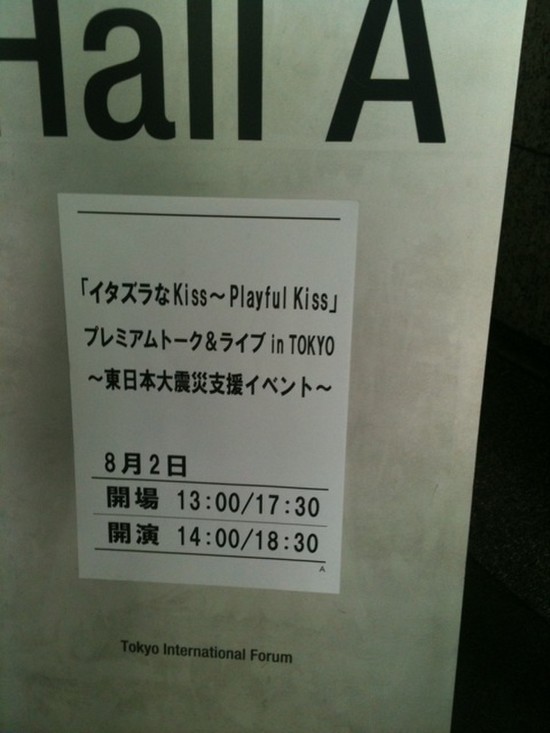 Hall A
「イタズラなKiss～Playful Kiss」
プレミアムトーク&ライブ in TOKYO
～東日本大震災支援イベント～
8月2日
開場 13:00/17:30
開演 14:00/18:30
A
Tokyo International Forum